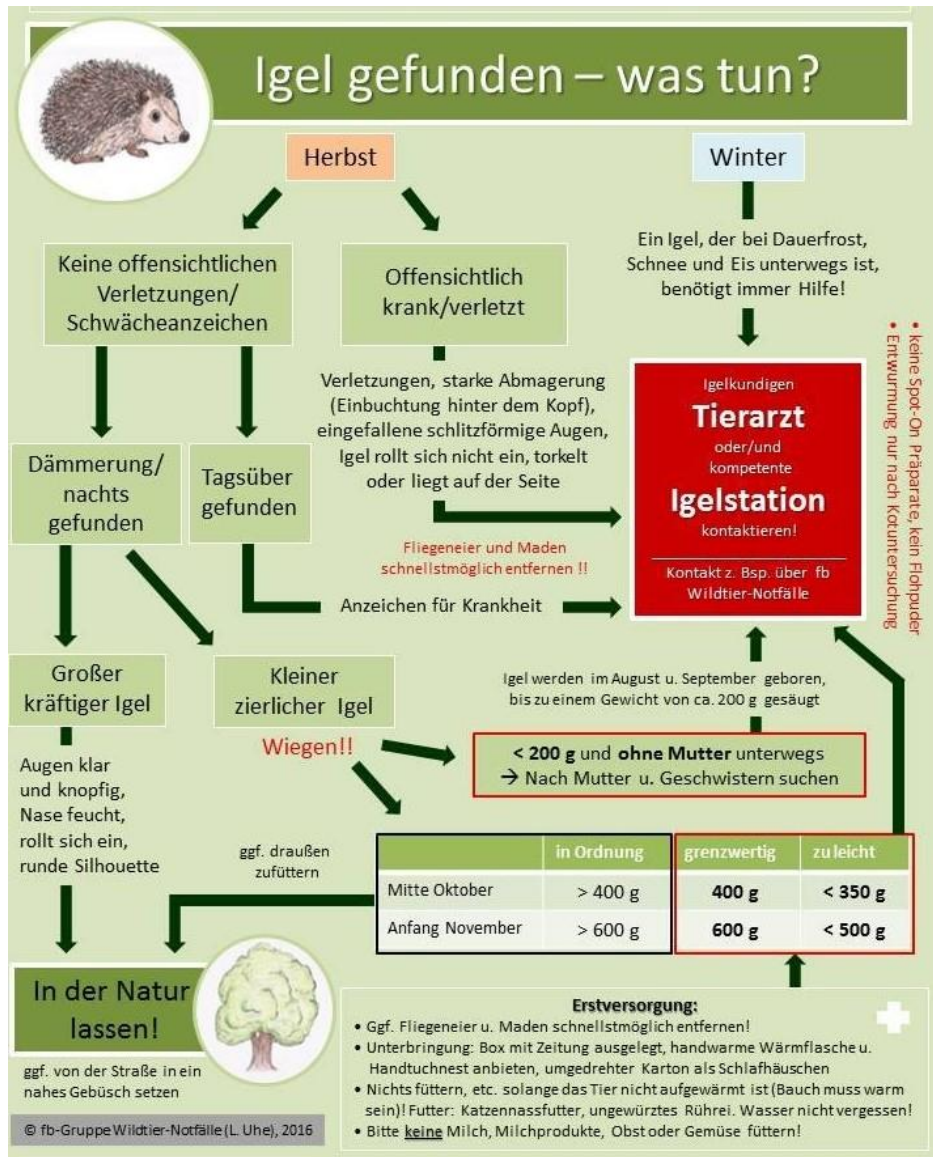 Igel gefunden – was tun?
Herbst
Winter
Keine offensichtlichen
Verletzungen/
Schwächeanzeichen
Offensichtlich
krank/verletzt
Ein Igel, der bei Dauerfrost,
Schnee und Eis unterwegs ist,
benötigt immer Hilfe!
Verletzungen, starke Abmagerung
(Einbuchtung hinter dem Kopf),
eingefallene schlitzförmige Augen,
Igel rollt sich nicht ein, torkelt
oder liegt auf der Seite
Igelkundigen
Tierarzt
oder/und
kompetente
Igelstation
kontaktieren!
Kontakt z. Bsp. über fb
Wildtier-Notfälle
• keine Spot-On Präparate, kein Flohpuder
• Entwurmung nur nach Kotuntersuchung
Dämmerung/
nachts
gefunden
Tagsüber
gefunden
Fliegeneier und Maden
schnellstmöglich entfernen !!
Anzeichen für Krankheit
Großer
kräftiger Igel
Kleiner
zierlicher Igel
Wiegen!!
Igel werden im August u. September geboren,
bis zu einem Gewicht von ca. 200 g gesäugt
< 200 g und ohne Mutter unterwegs
→ Nach Mutter u. Geschwistern suchen
Augen klar
und knopfig,
Nase feucht,
rollt sich ein,
runde Silhouette
ggf. draußen
zufüttern
in Ordnung grenzwertig zu leicht
Mitte Oktober > 400 g 400 g < 350 g
Anfang November > 600 g 600 g < 500 g
In der Natur
lassen!
ggf. von der Straße in ein
nahes Gebüsch setzen
Erstversorgung:
• Ggf. Fliegeneier u. Maden schnellstmöglich entfernen!
• Unterbringung: Box mit Zeitung ausgelegt, handwarme Wärmflasche u.
Handtuchnest anbieten, umgedrehter Karton als Schlafhäuschen
• Nichts füttern, etc. solange das Tier nicht aufgewärmt ist (Bauch muss warm
sein)! Futter: Katzennassfutter, ungewürztes Rührei. Wasser nicht vergessen!
• Bitte keine Milch, Milchprodukte, Obst oder Gemüse füttern!
© fb-Gruppe Wildtier-Notfälle (L. Uhe), 2016